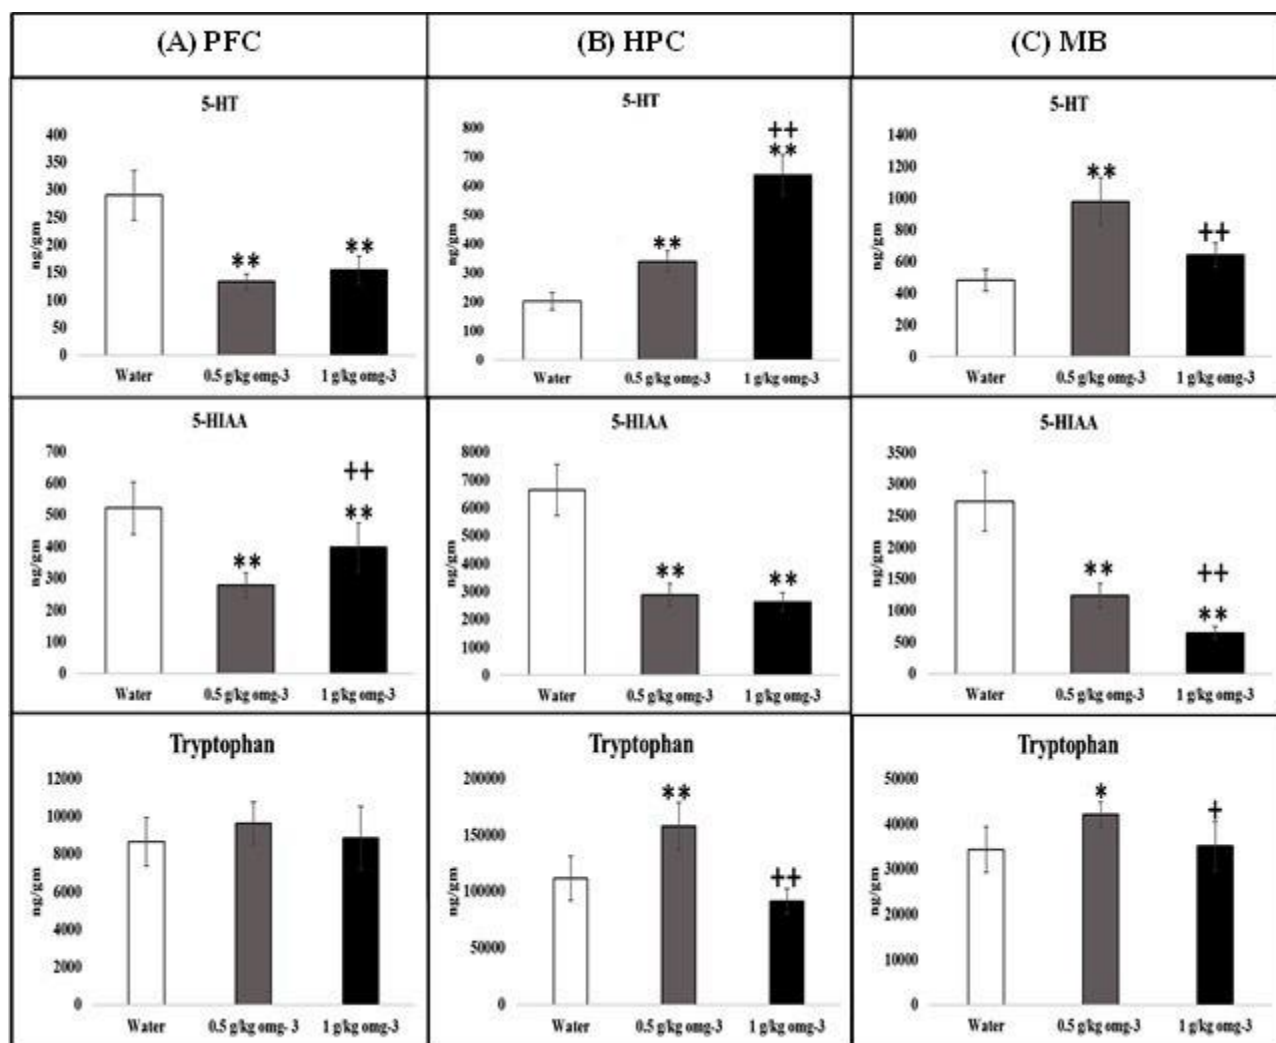 (A) PFC
(B) HPC
(C) MB
5-HT
400
350
300
250
200
150
100
50
0
ng/gm
**
**
Water
0.5 g/kg omg-3
1 g/kg omg-3
5-HT
800
700
600
500
400
300
200
100
0
ng/gm
**
++
**
Water
0.5 g/kg omg-3
1 g/kg omg-3
5-HT
1400
1200
1000
800
600
400
200
0
ng/gm
**
++
Water
0.5 g/kg omg-3
1 g/kg omg-3
5-HIAA
700
600
500
400
300
200
100
0
ng/gm
**
++
**
Water
0.5 g/kg omg-3
1 g/kg omg-3
5-HIAA
8000
7000
6000
5000
4000
3000
2000
1000
0
ng/gm
**
**
Water
0.5 g/kg omg-3
1 g/kg omg-3
5-HIAA
3500
3000
2500
2000
1500
1000
500
0
ng/gm
**
++
**
Water
0.5 g/kg omg-3
1 g/kg omg-3
Tryptophan
12000
10000
8000
6000
4000
2000
0
ng/gm
Water
0.5 g/kg omg- 3
1 g/kg omg-3
Tryptophan
200000
150000
100000
50000
0
ng/gm
**
++
Water
0.5 g/kg omg-3
1 g/kg omg-3
Tryptophan
50000
40000
30000
20000
10000
0
ng/gm
*
+
Water
0.5 g/kg omg-3
1 g/kg omg-3